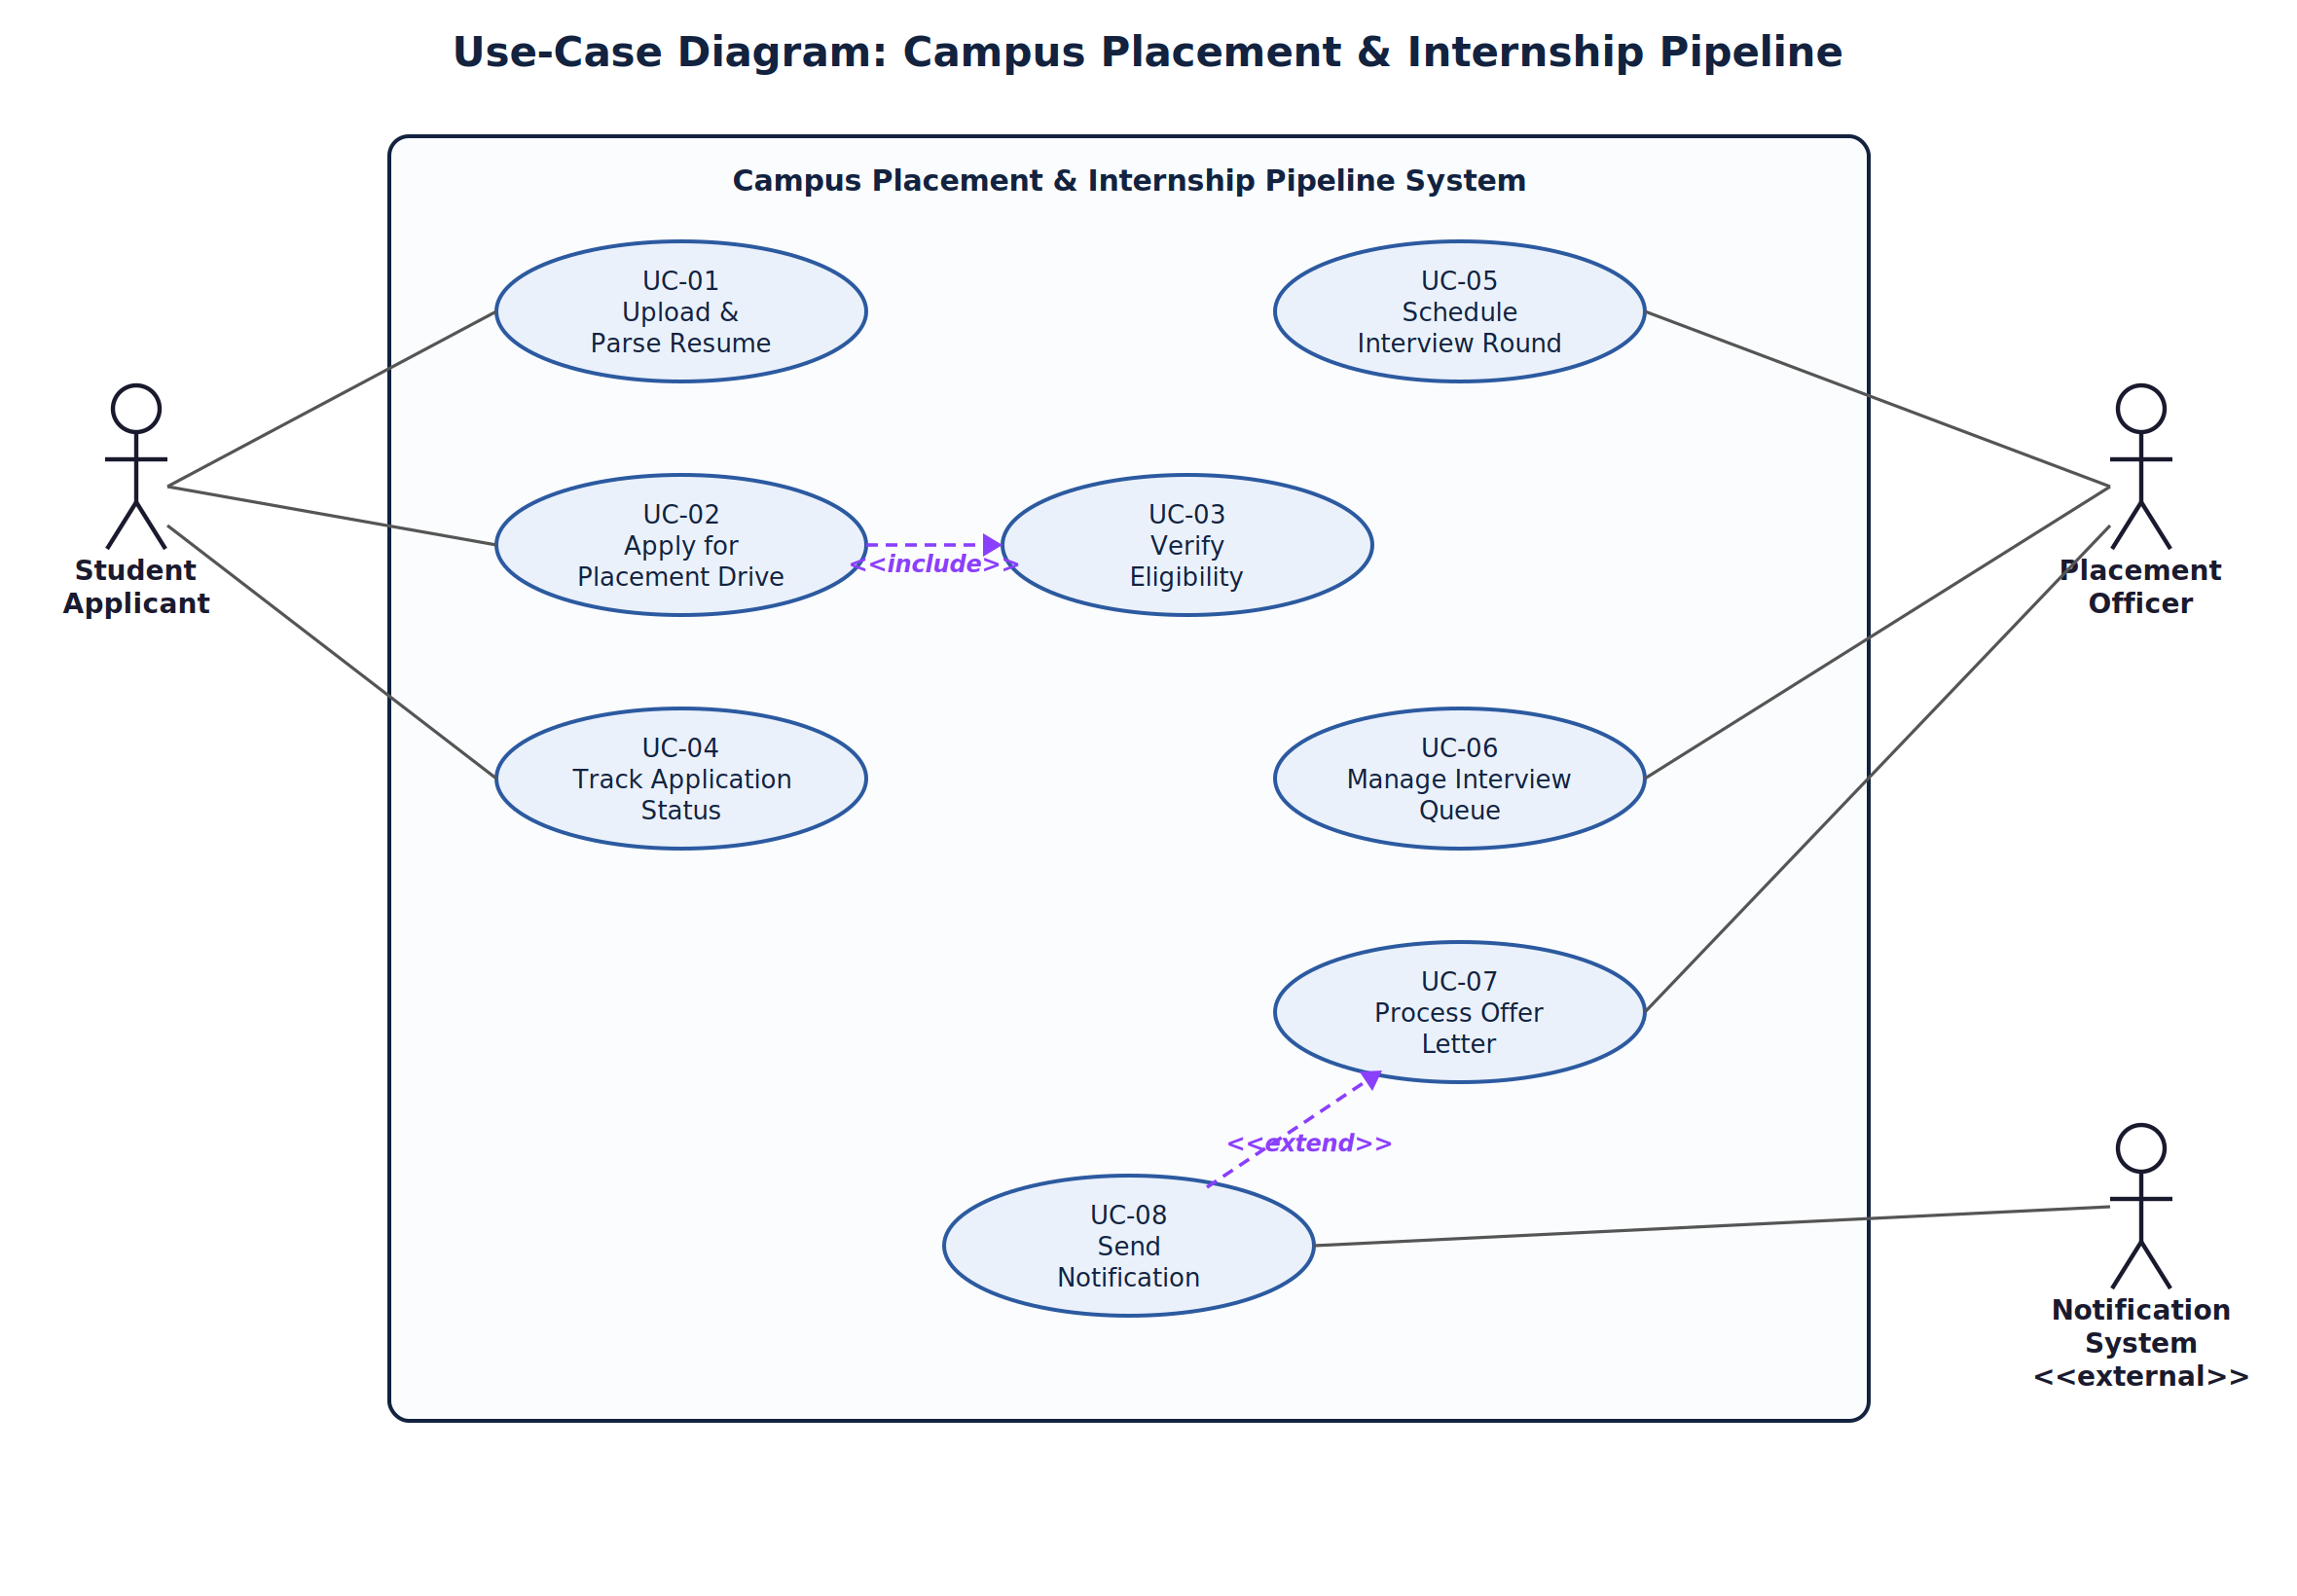 Use-Case Diagram: Campus Placement & Internship Pipeline
Campus Placement & Internship Pipeline System
UC-01
Upload &
Parse Resume
UC-05
Schedule
Interview Round
Student
Applicant
UC-02
Apply for
Placement Drive
<<include>>
UC-03
Verify
Eligibility
Placement
Officer
UC-04
Track Application
Status
UC-06
Manage Interview
Queue
UC-07
Process Offer
Letter
<<extend>>
UC-08
Send
Notification
Notification
System
<<external>>